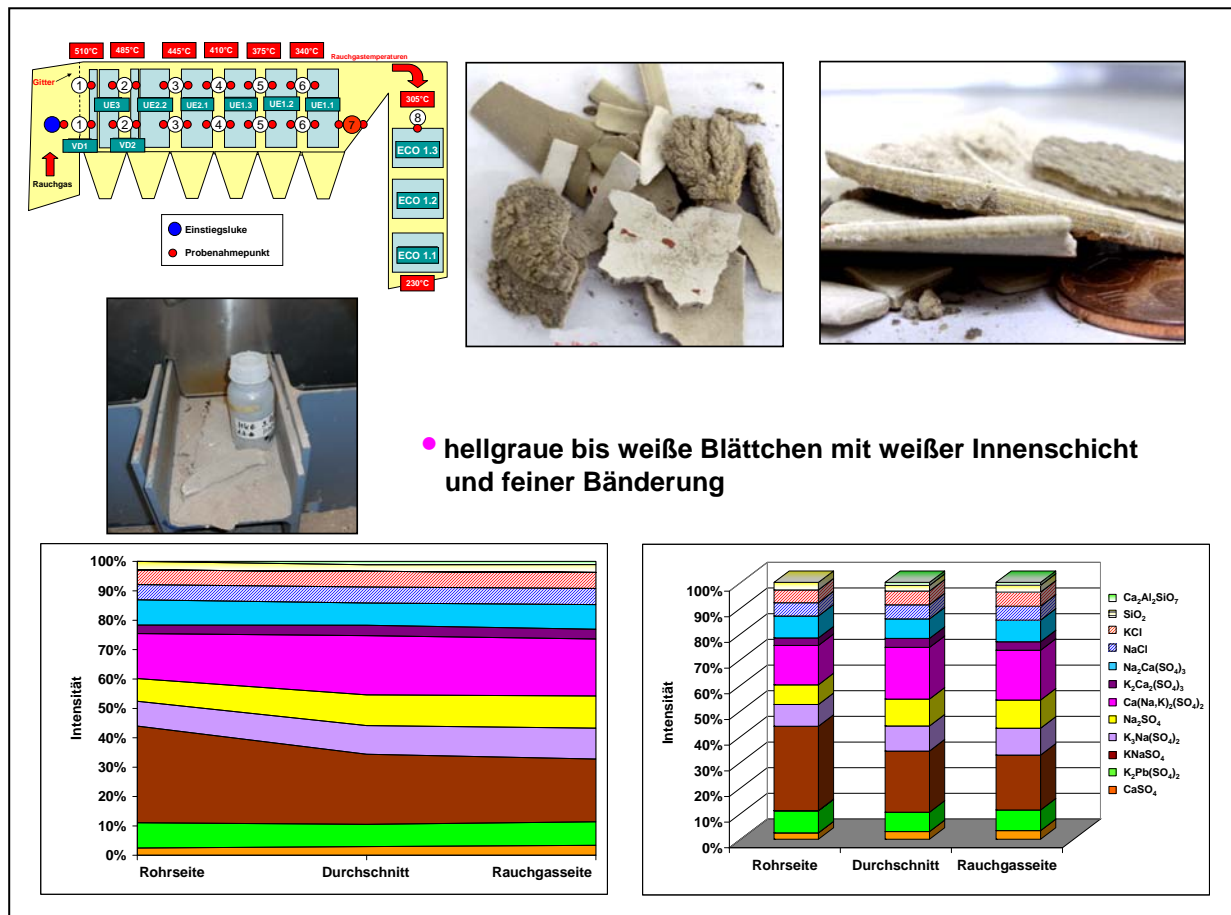 510°C 485°C 445°C 410°C 375°C 340°C Rauchgastemperaturen
Gitter
305°C
1 2 3 4 5 6 8
UE3 UE2.2 UE2.1 UE1.3 UE1.2 UE1.1
1 2 3 4 5 6 7
VD1 VD2
ECO 1.3
Rauchgas
ECO 1.2
Einstiegsluke
Probenahmepunkt
ECO 1.1
230°C
• hellgraue bis weiße Blättchen mit weißer Innenschicht
und feiner Bänderung
Intensität
100%
90%
80%
70%
60%
50%
40%
30%
20%
10%
0%
Rohrseite Durchschnitt Rauchgasseite
Intensität
100%
90%
80%
70%
60%
50%
40%
30%
20%
10%
0%
Rohrseite Durchschnitt Rauchgasseite
Ca₂Al₂SiO₇
SiO₂
KCl
NaCl
Na₂Ca(SO₄)₃
K₂Ca₂(SO₄)₃
Ca(Na,K)₂(SO₄)₂
Na₂SO₄
K₃Na(SO₄)₂
KNaSO₄
K₂Pb(SO₄)₂
CaSO₄